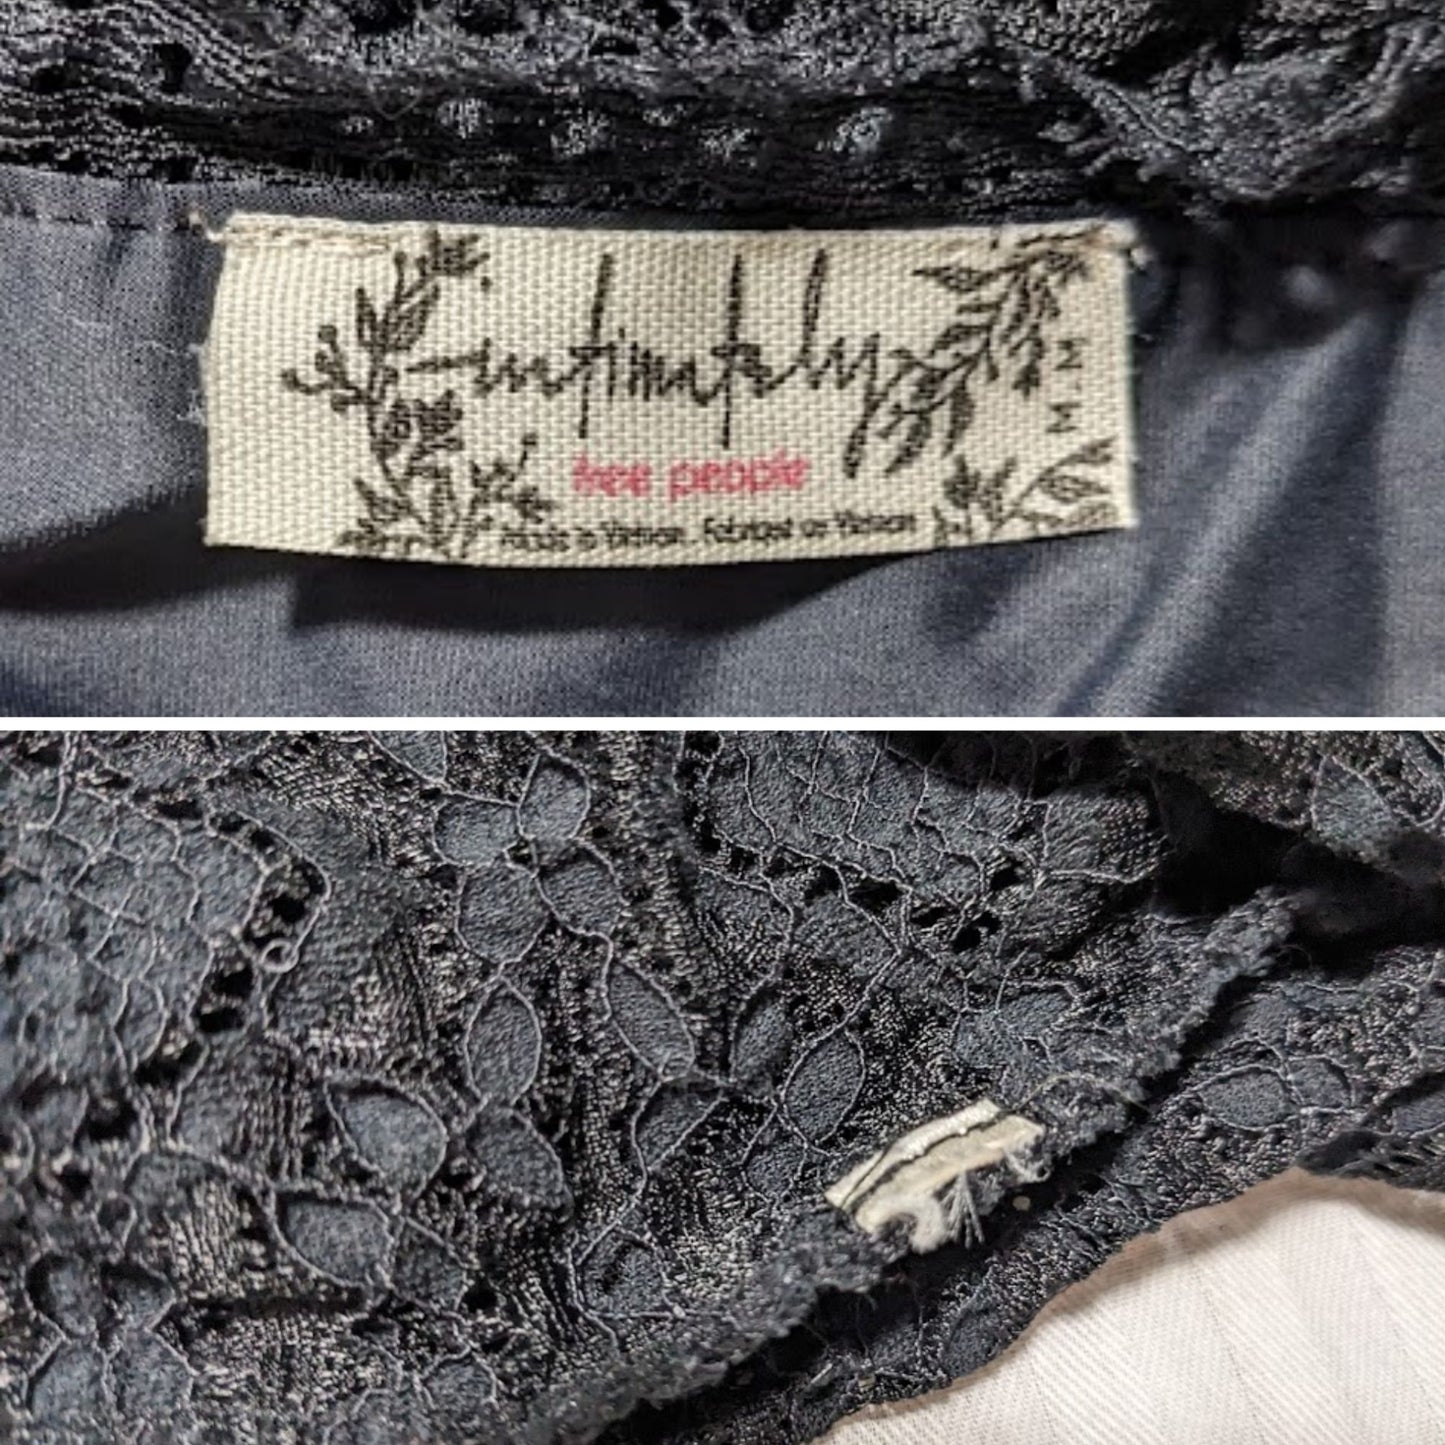 intimately
free people
Made in Vietnam. Fabriqué au Vietnam
M-M